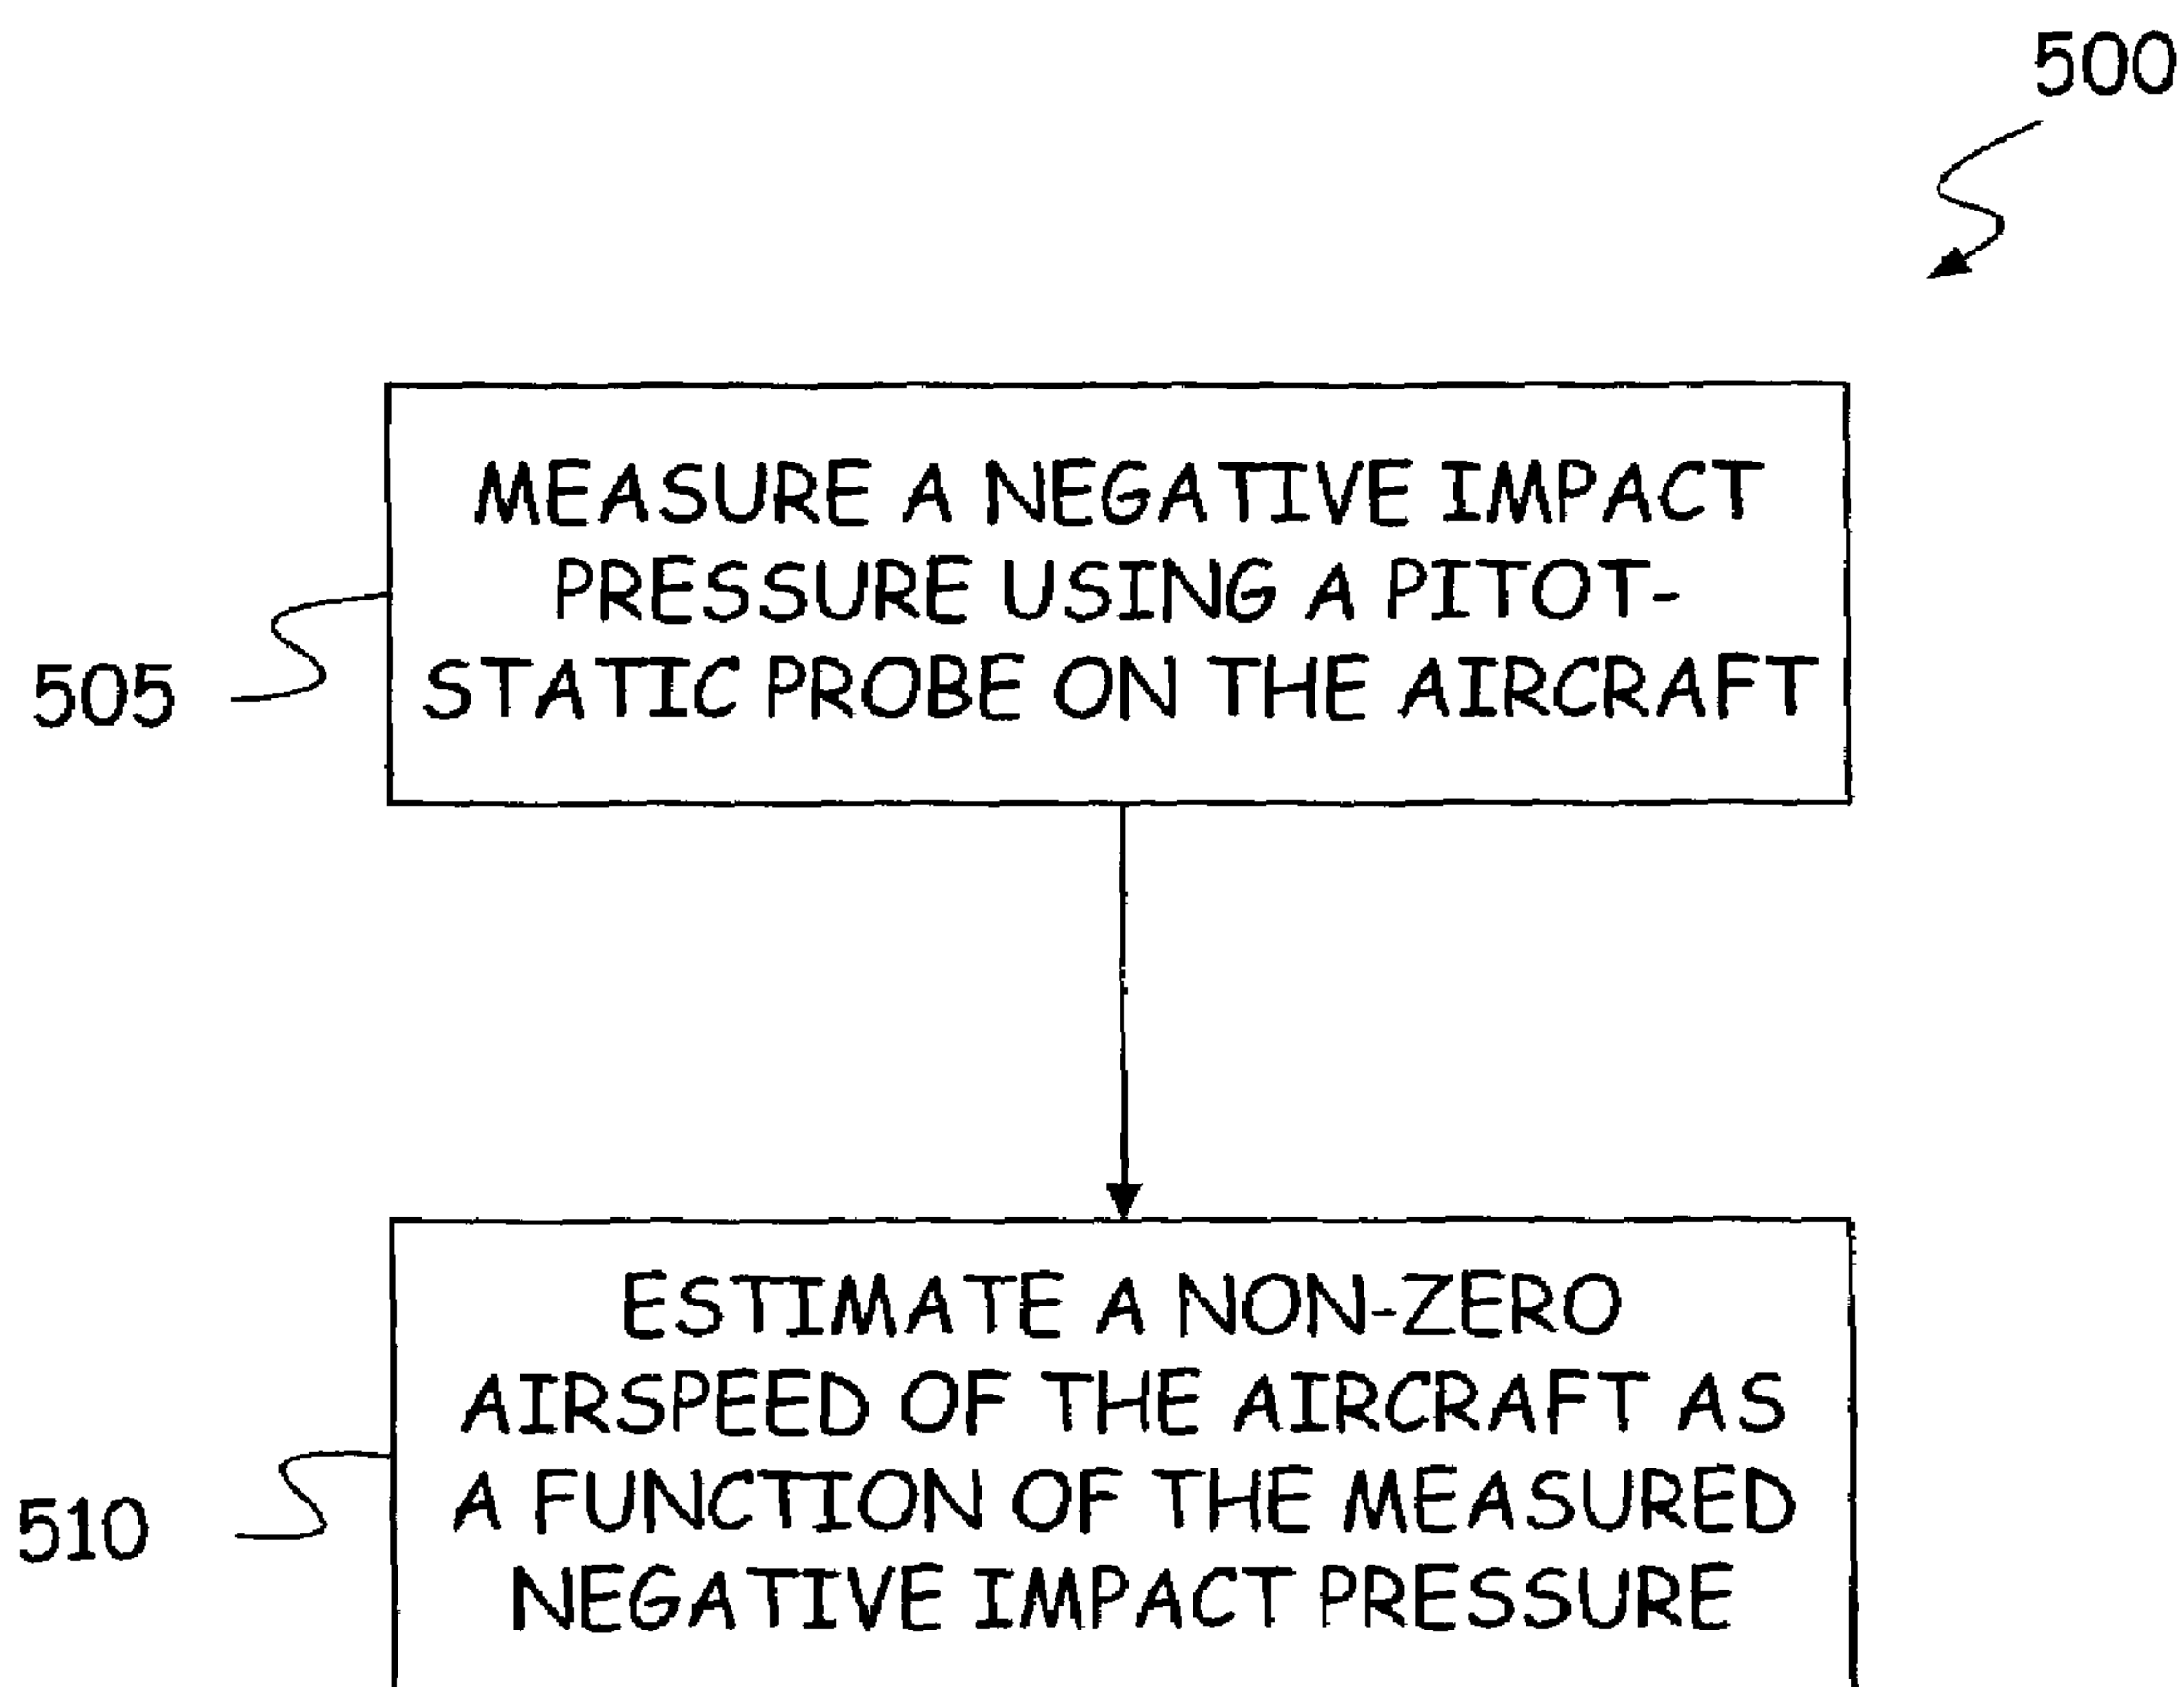 500
MEASURE A NEGATIVE IMPACT
PRESSURE USING A PITOT-
STATIC PROBE ON THE AIRCRAFT
505
ESTIMATE A NON-ZERO
AIRSPEED OF THE AIRCRAFT AS
A FUNCTION OF THE MEASURED
NEGATIVE IMPACT PRESSURE
510